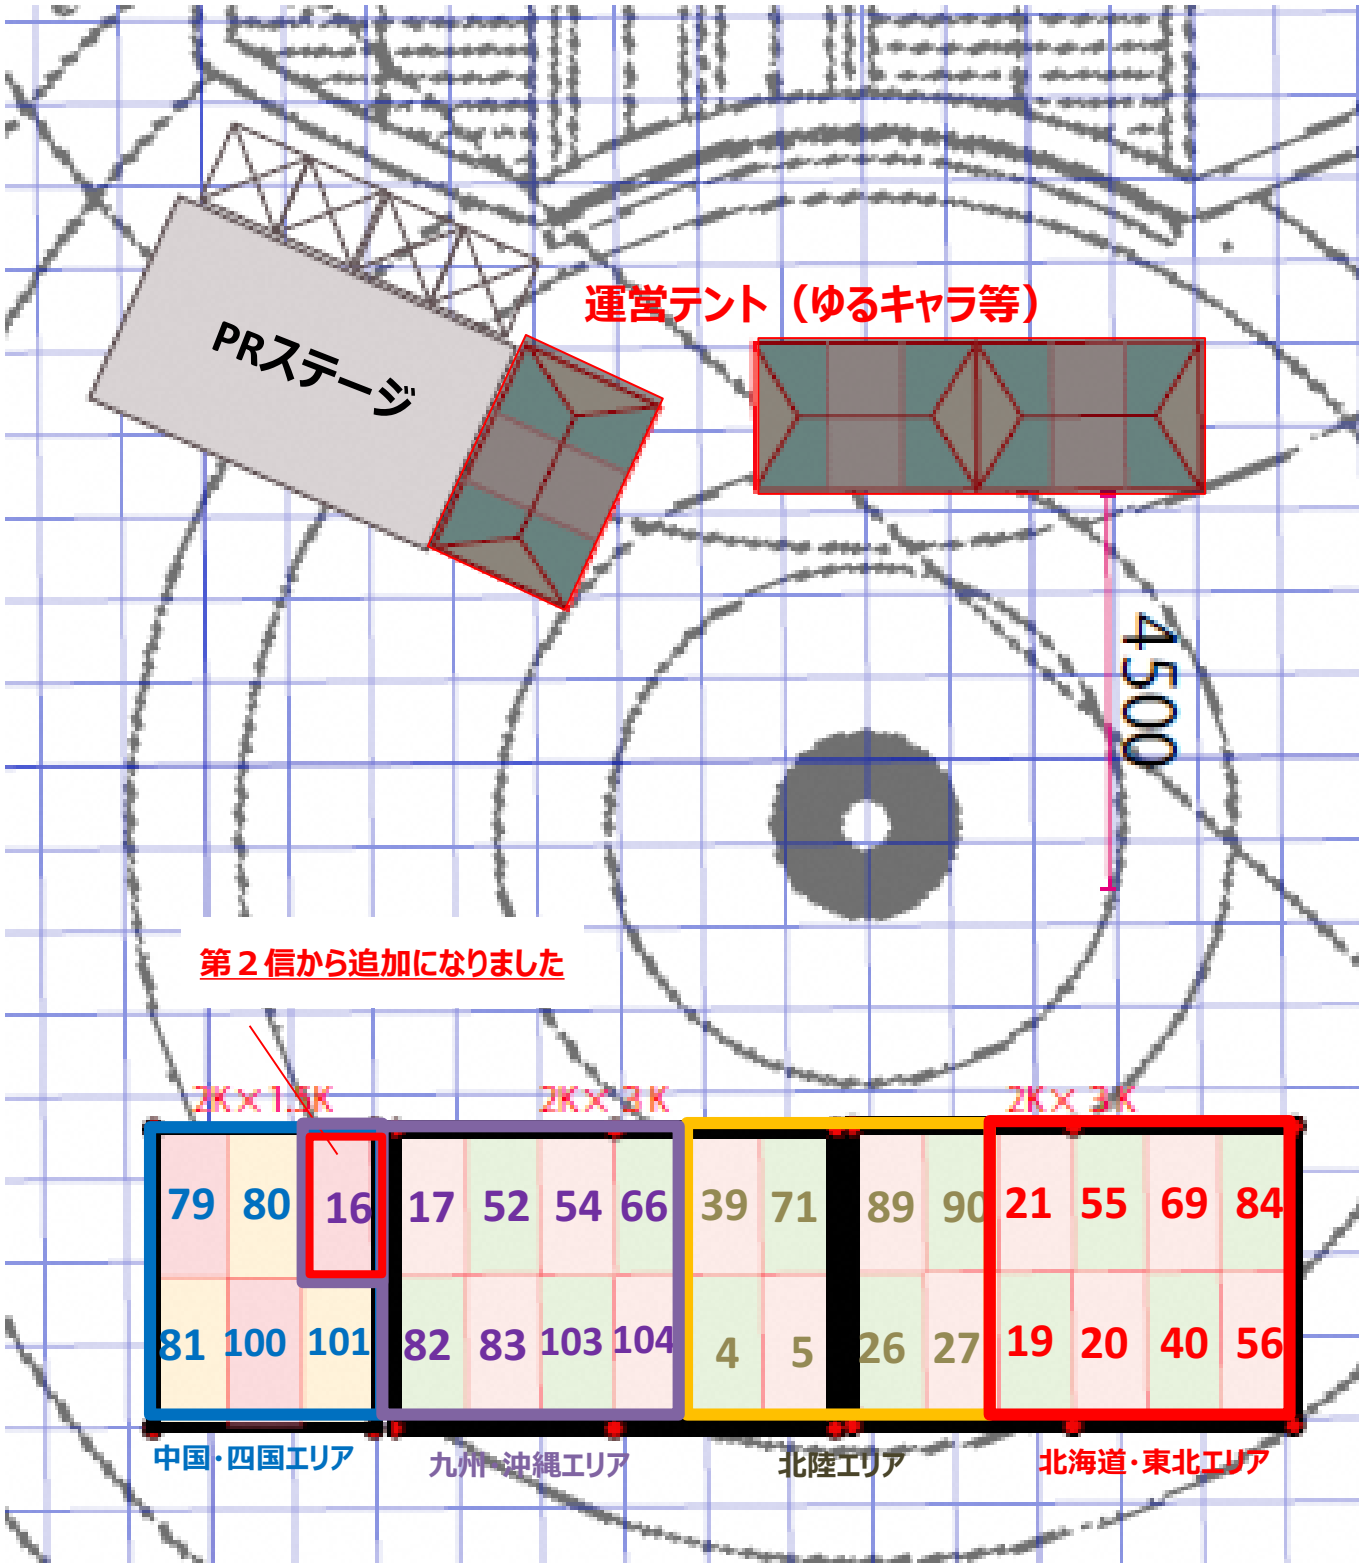 運営テント（ゆるキャラ等）
PRステージ
4500
第２信から追加になりました
2K×1.5K
2K×3K
2K×3K
79 80 16 17 52 54 66 39 71 89 90 21 55 69 84
81 100 101 82 83 103 104 4 5 26 27 19 20 40 56
中国・四国エリア
九州・沖縄エリア
北陸エリア
北海道・東北エリア